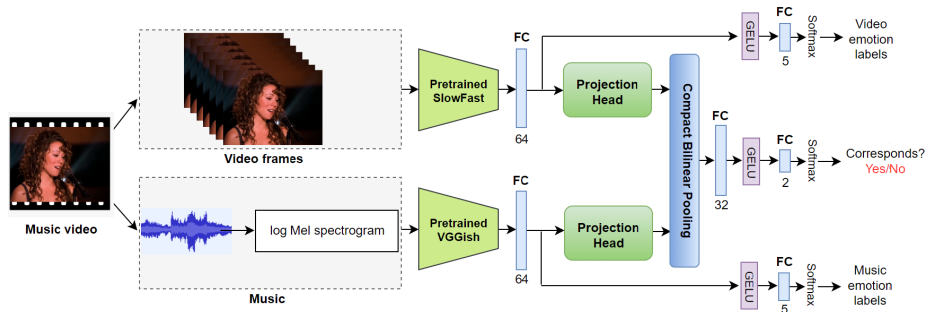 Music video
Video frames
log Mel spectrogram
Music
Pretrained
SlowFast
Pretrained
VGGish
FC
64
FC
64
Projection
Head
Projection
Head
Compact Bilinear Pooling
FC
32
GELU
FC
5
Softmax
Video
emotion
labels
GELU
FC
2
Softmax
Corresponds?
Yes/No
GELU
FC
5
Softmax
Music
emotion
labels